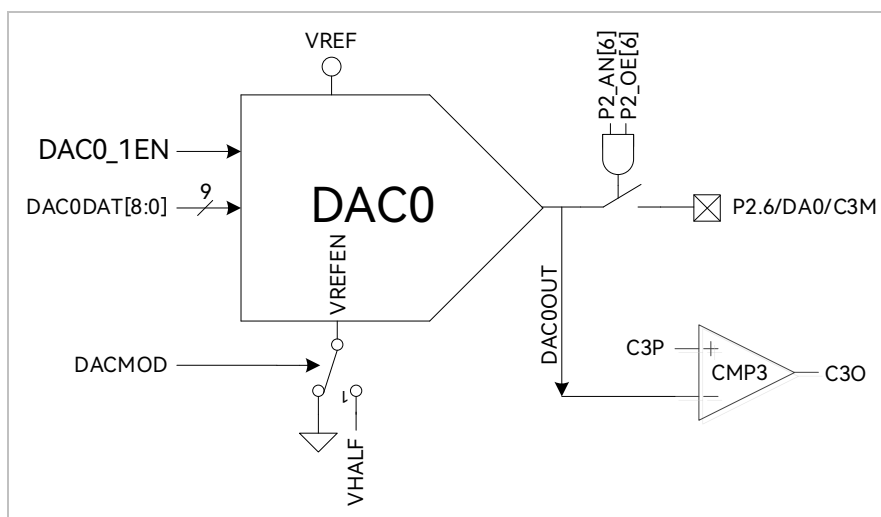 VREF
P2_AN[6]
P2_OE[6]
DAC0_1EN
DAC0DAT[8:0]
9
DAC0
P2.6/DA0/C3M
VREFEN
DAC0OUT
DACMOD
1
VHALF
C3P
+
CMP3
C3O